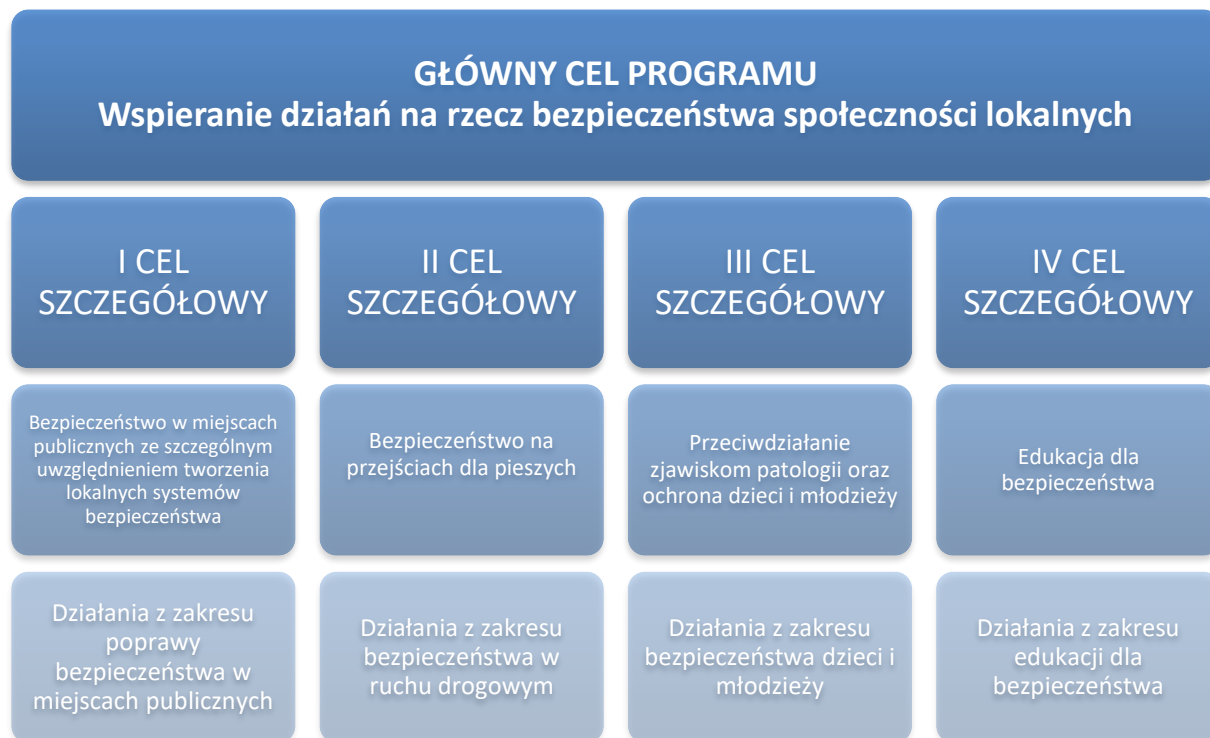 GŁÓWNY CEL PROGRAMU
Wspieranie działań na rzecz bezpieczeństwa społeczności lokalnych
I CEL
SZCZEGÓŁOWY
II CEL
SZCZEGÓŁOWY
III CEL
SZCZEGÓŁOWY
IV CEL
SZCZEGÓŁOWY
Bezpieczeństwo w miejscach
publicznych ze szczególnym
uwzględnieniem tworzenia
lokalnych systemów
bezpieczeństwa
Bezpieczeństwo na
przejściach dla pieszych
Przeciwdziałanie
zjawiskom patologii oraz
ochrona dzieci i młodzieży
Edukacja dla
bezpieczeństwa
Działania z zakresu
poprawy
bezpieczeństwa w
miejscach publicznych
Działania z zakresu
bezpieczeństwa w
ruchu drogowym
Działania z zakresu
bezpieczeństwa dzieci i
młodzieży
Działania z zakresu
edukacji dla
bezpieczeństwa